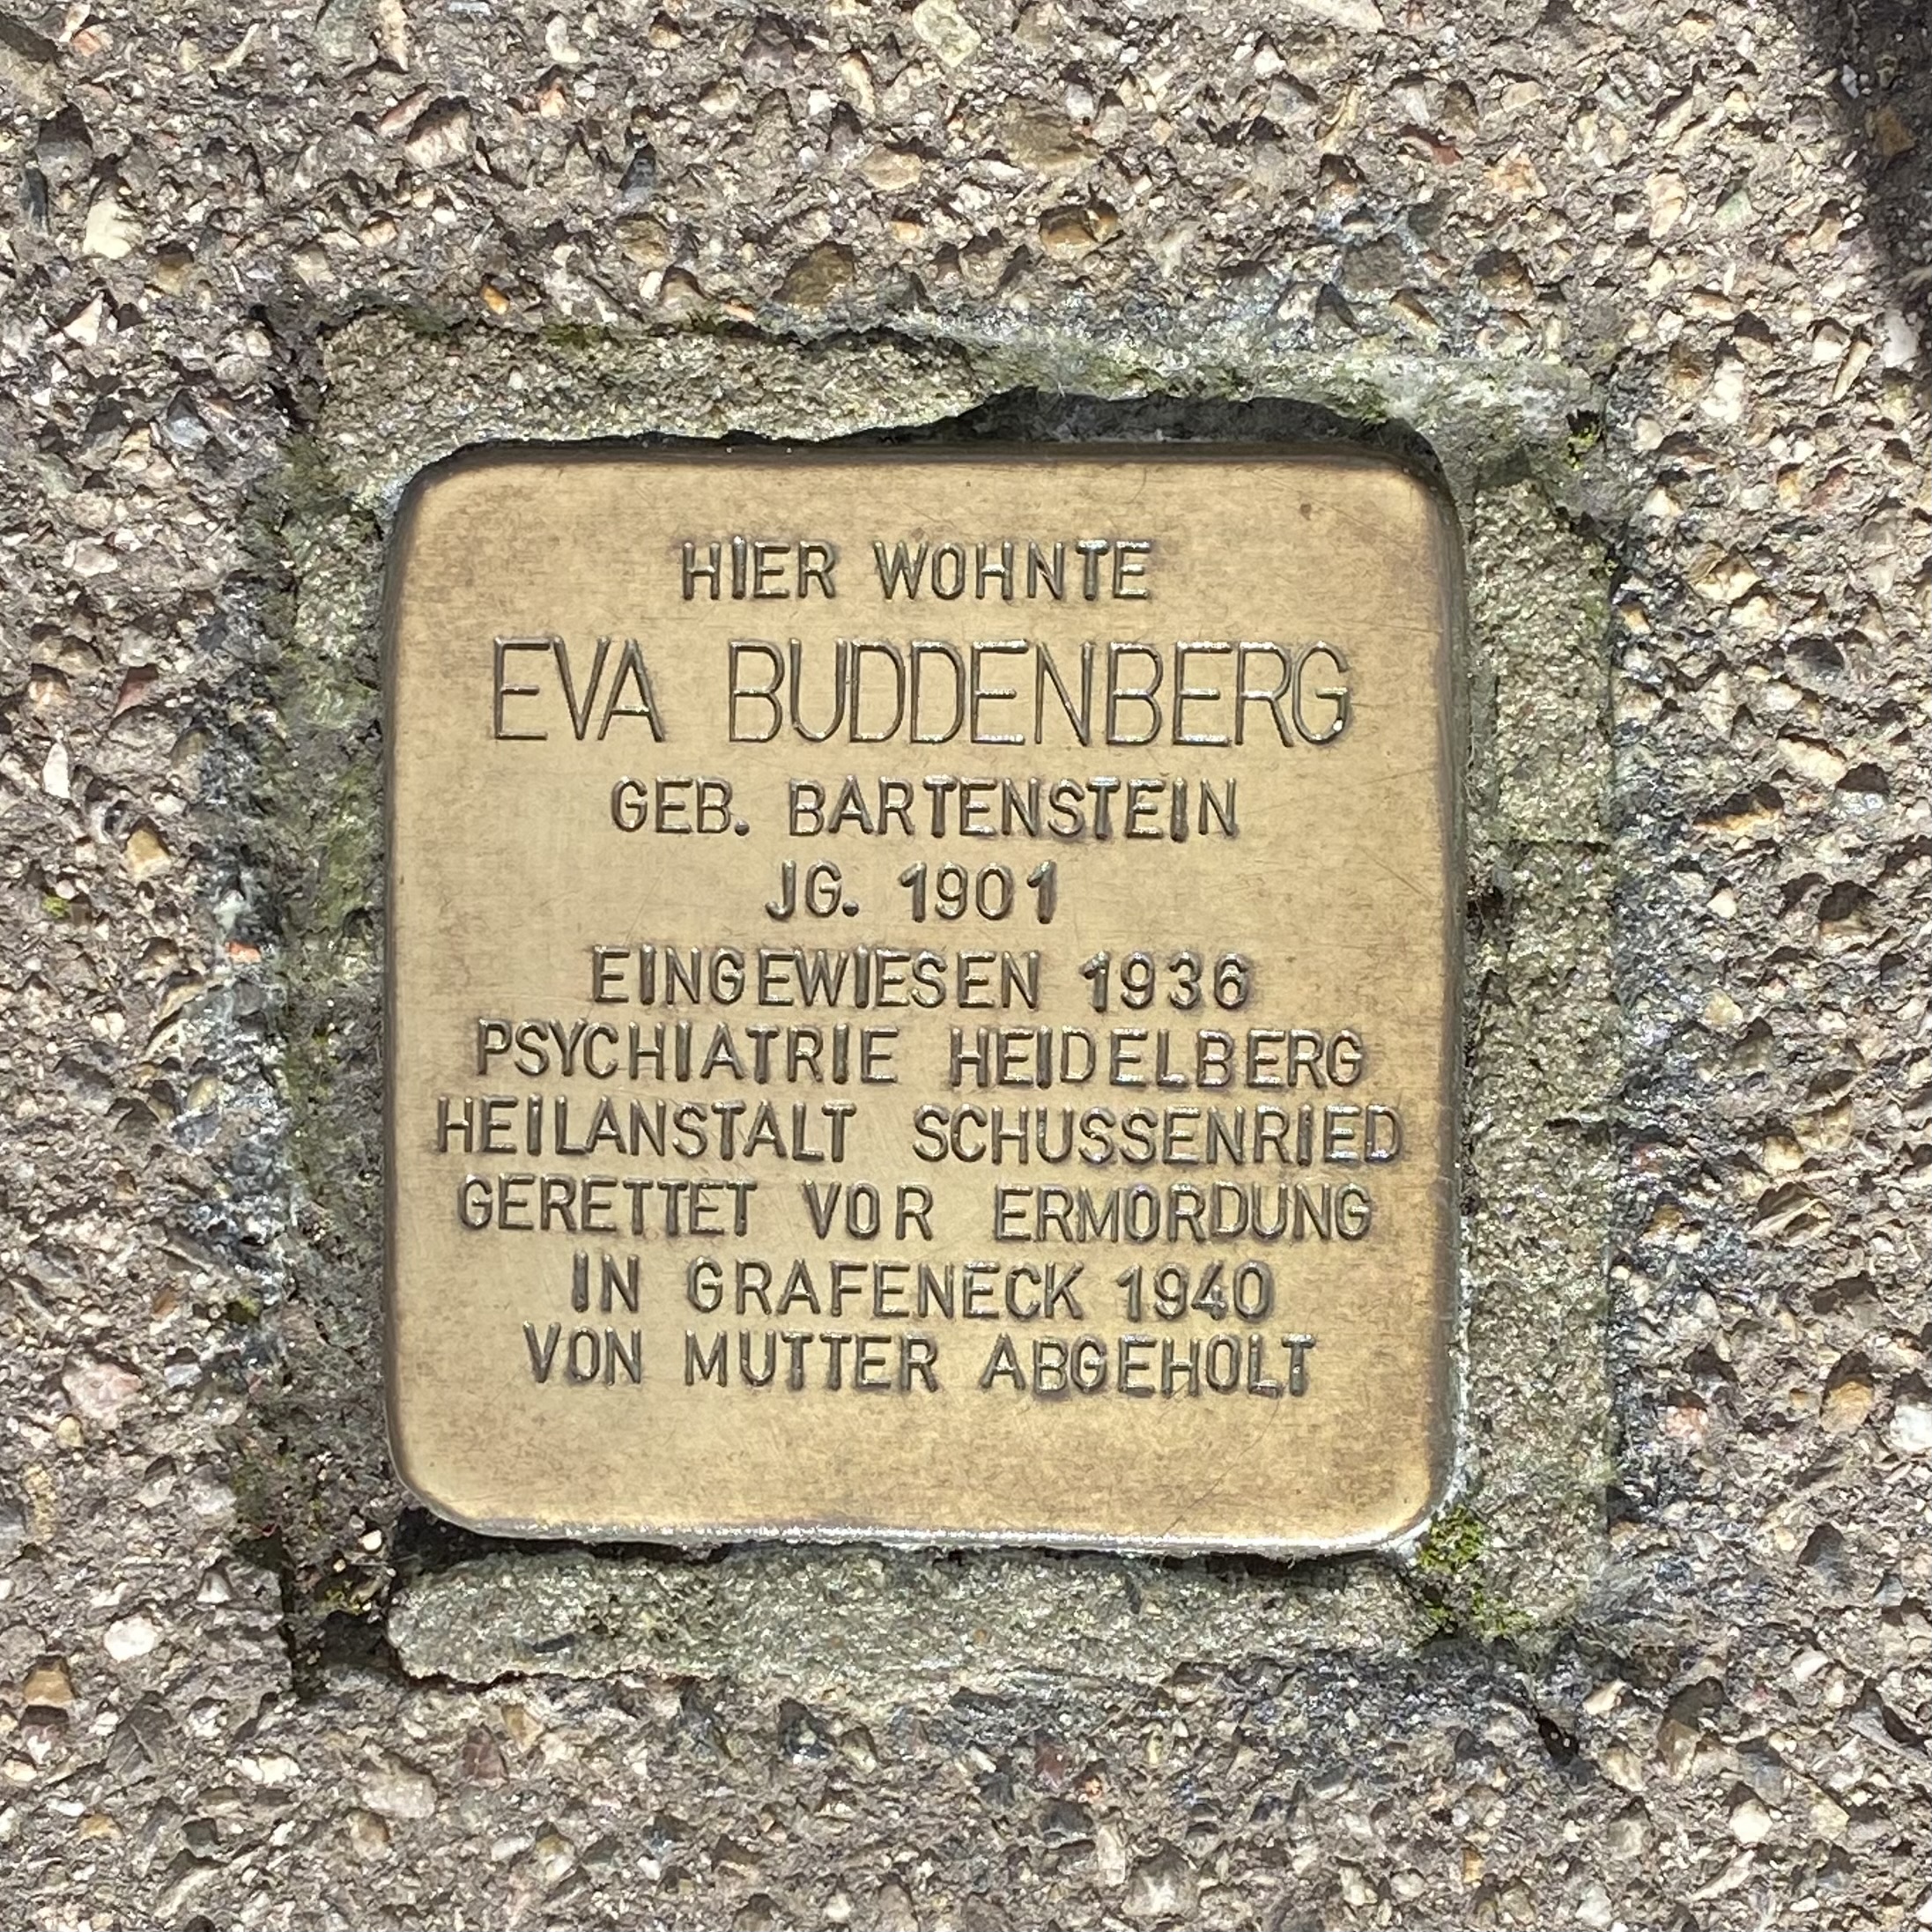 HIER WOHNTE
EVA BUDDENBERG
GEB. BARTENSTEIN
JG. 1901
EINGEWIESEN 1936
PSYCHIATRIE HEIDELBERG
HEILANSTALT SCHUSSENRIED
GERETTET VOR ERMORDUNG
IN GRAFENECK 1940
VON MUTTER ABGEHOLT